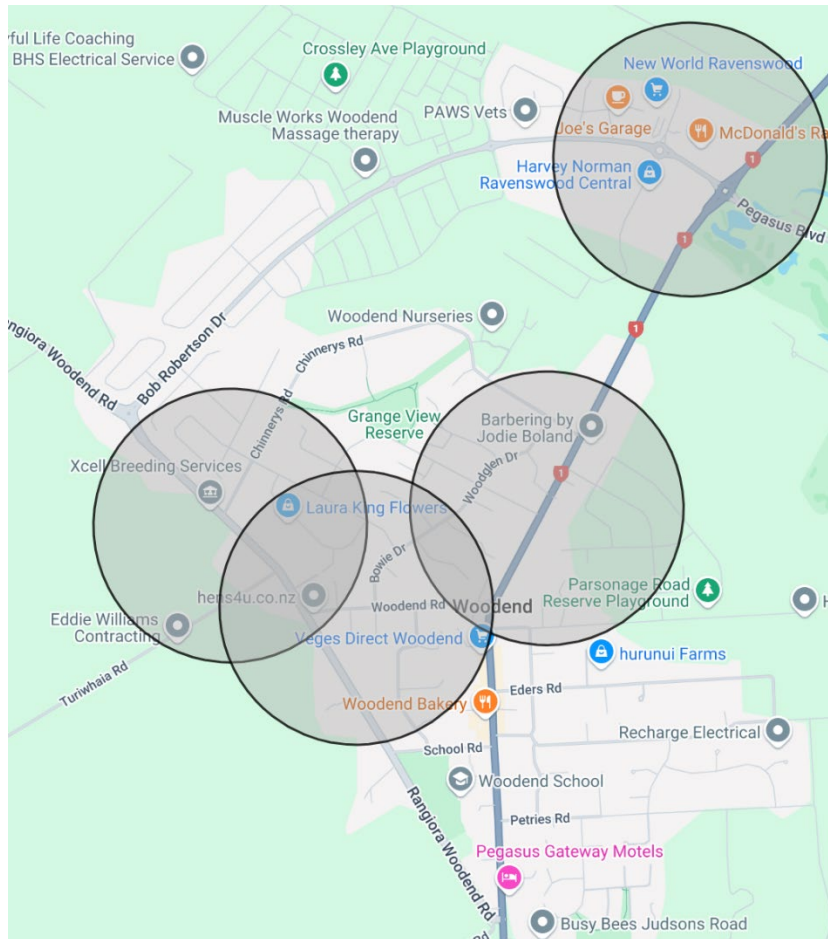 Crossley Ave Playground
yful Life Coaching
BHS Electrical Service
New World Ravenswood
Muscle Works Woodend
Massage therapy
PAWS Vets
Joe's Garage
McDonald's Ra
1
Harvey Norman
Ravenswood Central
Pegasus Blvd
1
Woodend Nurseries
1
Rangiora Woodend Rd
Bob Robertson Dr
Chinnerys Rd
Chinnerys Rd
Grange View
Reserve
Barbering by
Jodie Boland
Xcell Breeding Services
Woodglen Dr
1
Laura King Flowers
Bowie Dr
hens4u.co.nz
Woodend Rd
Woodend
Parsonage Road
Reserve Playground
H
Eddie Williams
Contracting
Veges Direct Woodend
hurunui Farms
Turiwhaia Rd
Woodend Bakery
Eders Rd
Recharge Electrical
School Rd
Woodend School
Rangiora Woodend Rd
Petries Rd
Pegasus Gateway Motels
Busy Bees Judsons Road